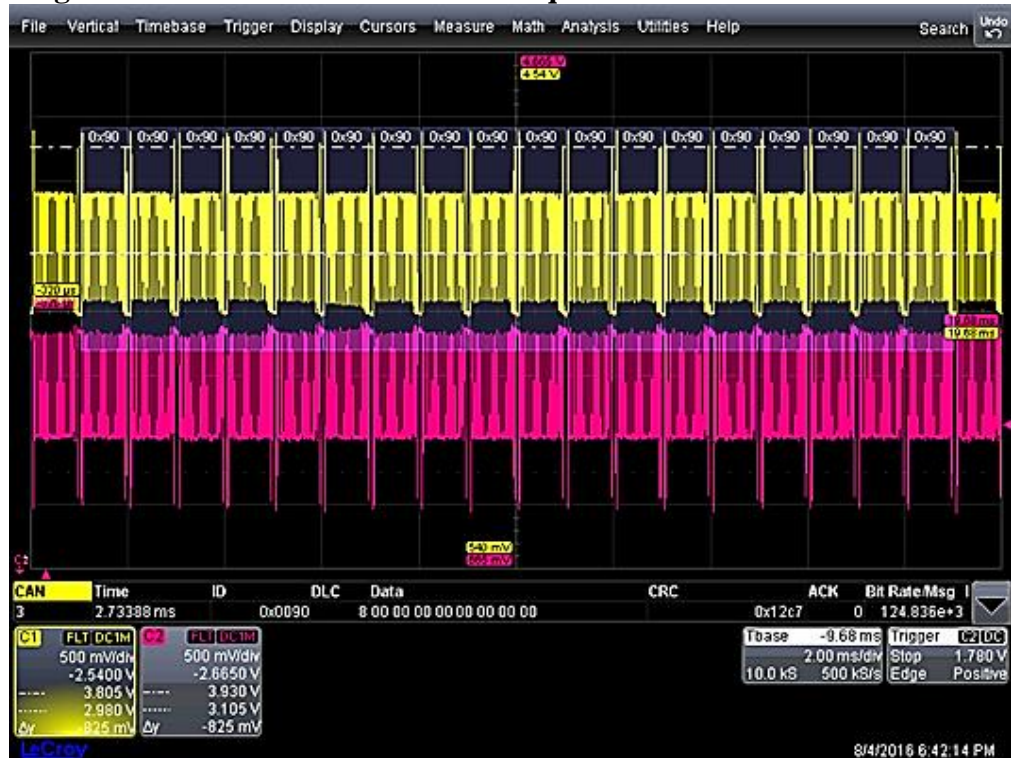 File Vertical Timebase Trigger Display Cursors Measure Math Analysis Utilities Help Search Undo
4.54 V
0x90 0x90 0x90 0x90 0x90 0x90 0x90 0x90 0x90 0x90 0x90 0x90 0x90 0x90 0x90 0x90 0x90 0x90
19.68 ms
19.68 ms
540 mV
CAN Time ID DLC Data CRC ACK Bit Rate/Msg
3 2.73388 ms 0x0090 8 00 00 00 00 00 00 00 00 0x12c7 0 124.836e+3
C1 FLT DC1M C2 FLT DC1M Tbase -9.68 ms Trigger C2 DC
500 mV/div 500 mV/div 2.00 ms/div Stop 1.780 V
-2.5400 V -2.6650 V 10.0 kS 500 kS/s Edge Positive
3.805 V 3.930 V
2.980 V 3.105 V
Δy -825 mV Δy -825 mV
LeCroy 8/4/2016 6:42:14 PM